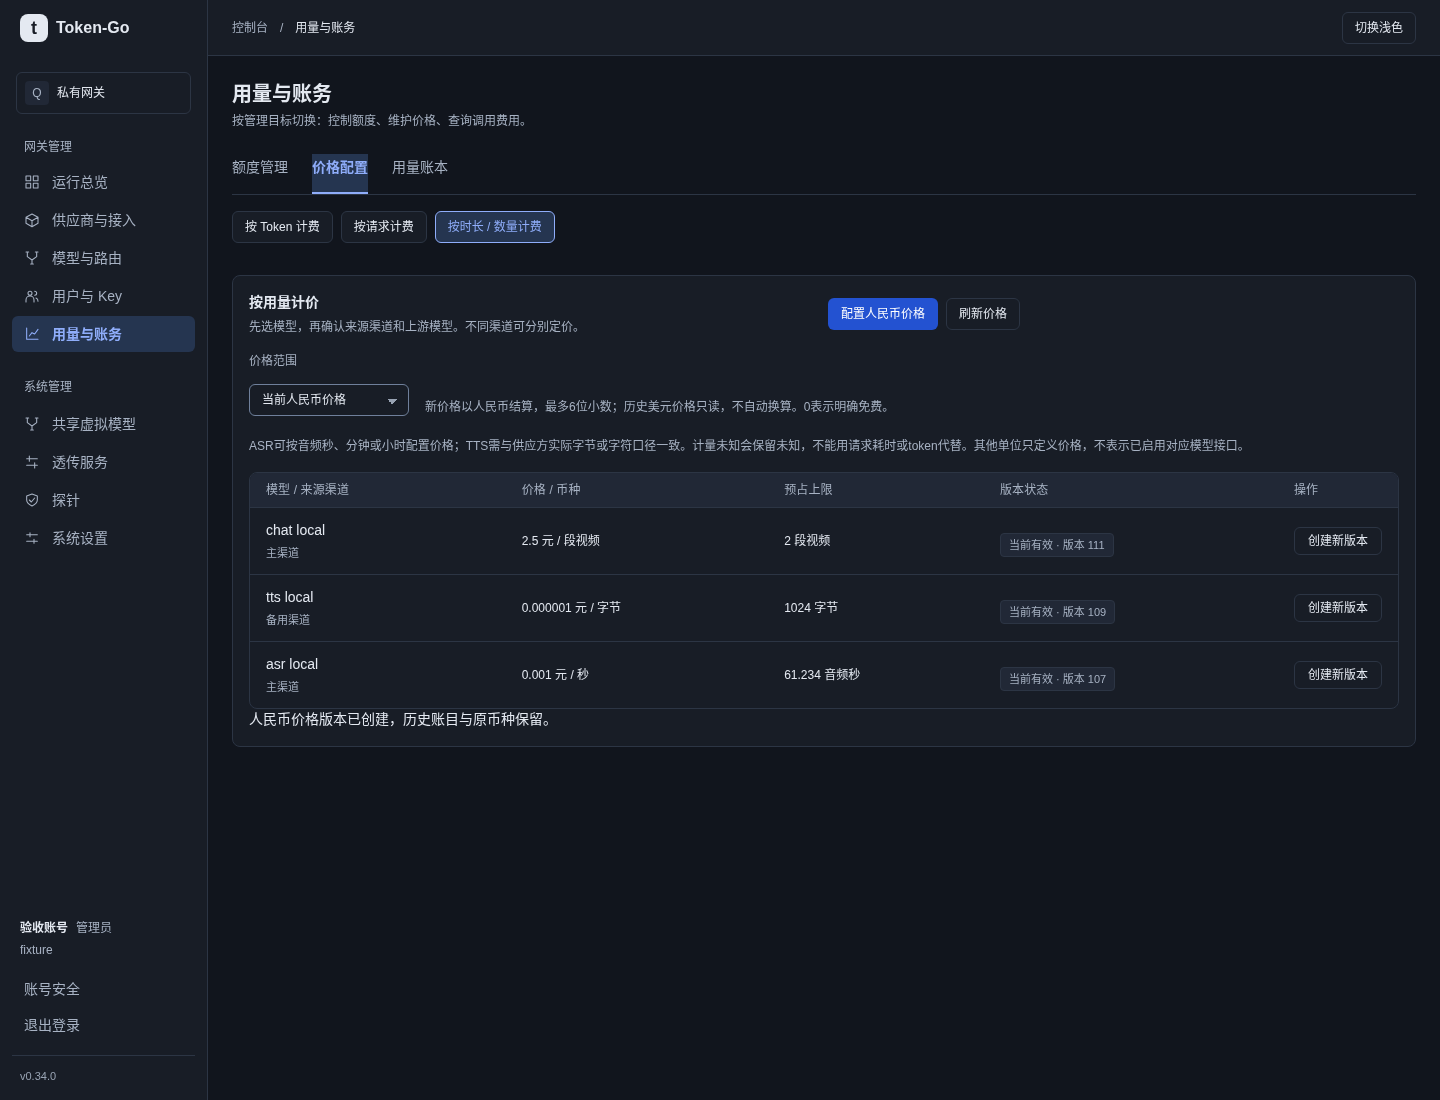 t Token-Go
Q 私有网关
网关管理
运行总览
供应商与接入
模型与路由
用户与 Key
用量与账务
系统管理
共享虚拟模型
透传服务
探针
系统设置
验收账号 管理员
fixture
账号安全
退出登录
v0.34.0
控制台 / 用量与账务
切换浅色
用量与账务
按管理目标切换：控制额度、维护价格、查询调用费用。
额度管理 价格配置 用量账本
按 Token 计费 按请求计费 按时长 / 数量计费
按用量计价
先选模型，再确认来源渠道和上游模型。不同渠道可分别定价。
配置人民币价格 刷新价格
价格范围
当前人民币价格
新价格以人民币结算，最多6位小数；历史美元价格只读，不自动换算。0表示明确免费。
ASR可按音频秒、分钟或小时配置价格；TTS需与供应方实际字节或字符口径一致。计量未知会保留未知，不能用请求耗时或token代替。其他单位只定义价格，不表示已启用对应模型接口。
模型 / 来源渠道 价格 / 币种 预占上限 版本状态 操作
chat local
主渠道
2.5 元 / 段视频 2 段视频 当前有效 · 版本 111 创建新版本
tts local
备用渠道
0.000001 元 / 字节 1024 字节 当前有效 · 版本 109 创建新版本
asr local
主渠道
0.001 元 / 秒 61.234 音频秒 当前有效 · 版本 107 创建新版本
人民币价格版本已创建，历史账目与原币种保留。